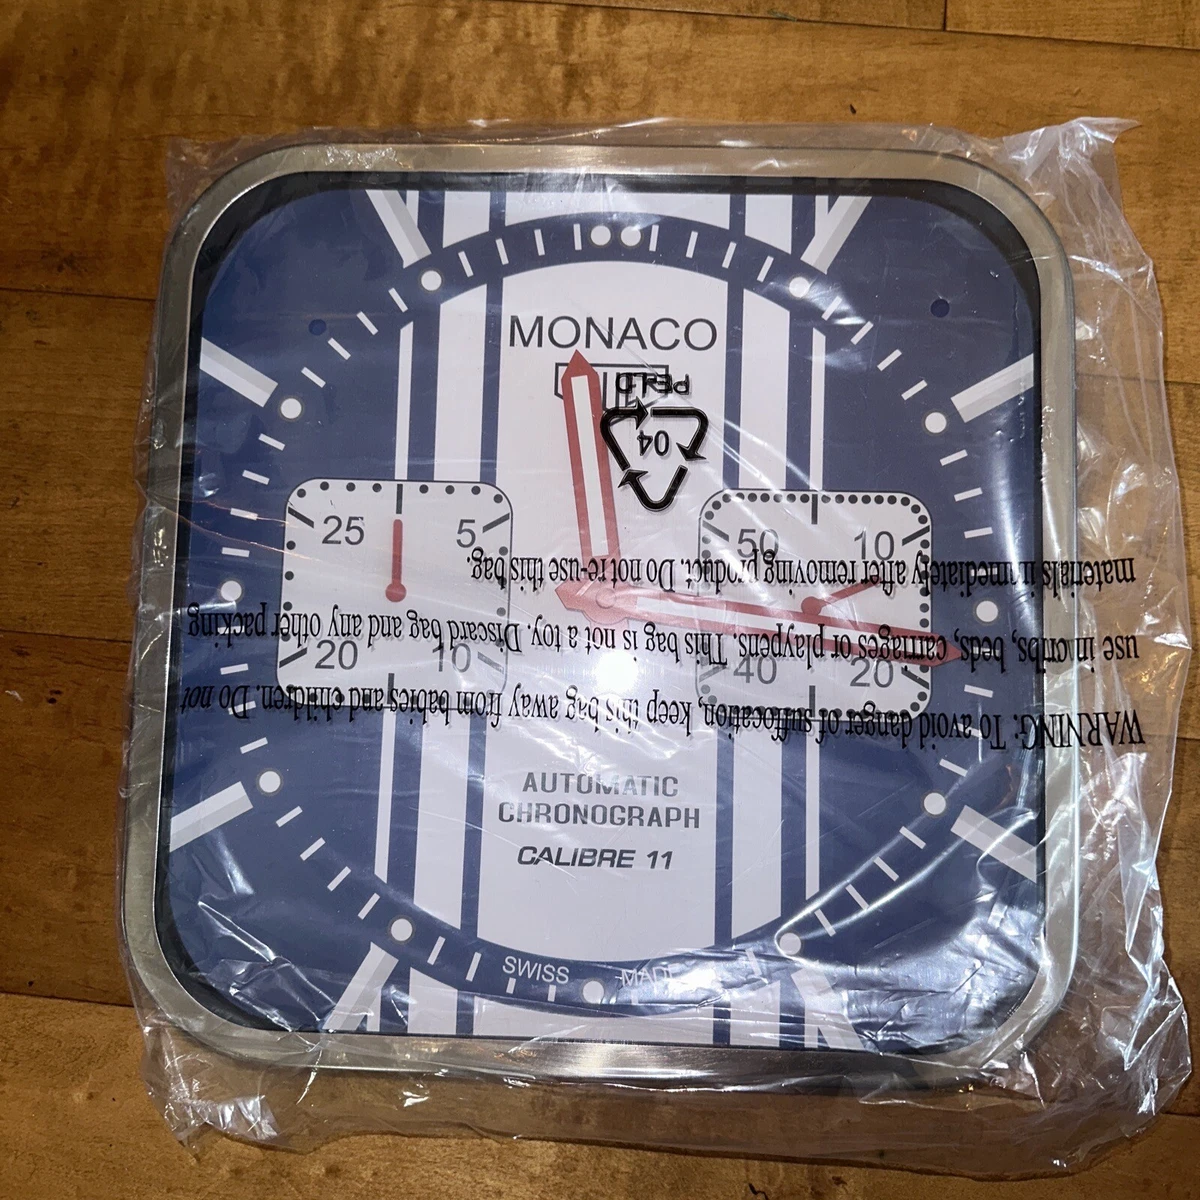 MONACO
PE-LD
04
25 5
20 10
50 10
40 20
WARNING: To avoid danger of suffocation, keep this bag away from babies and children. Do not
use in cribs, beds, carriages or playpens. This bag is not a toy. Discard bag and any other packing
materials immediately after removing product. Do not re-use this bag.
AUTOMATIC
CHRONOGRAPH
CALIBRE 11
SWISS MADE